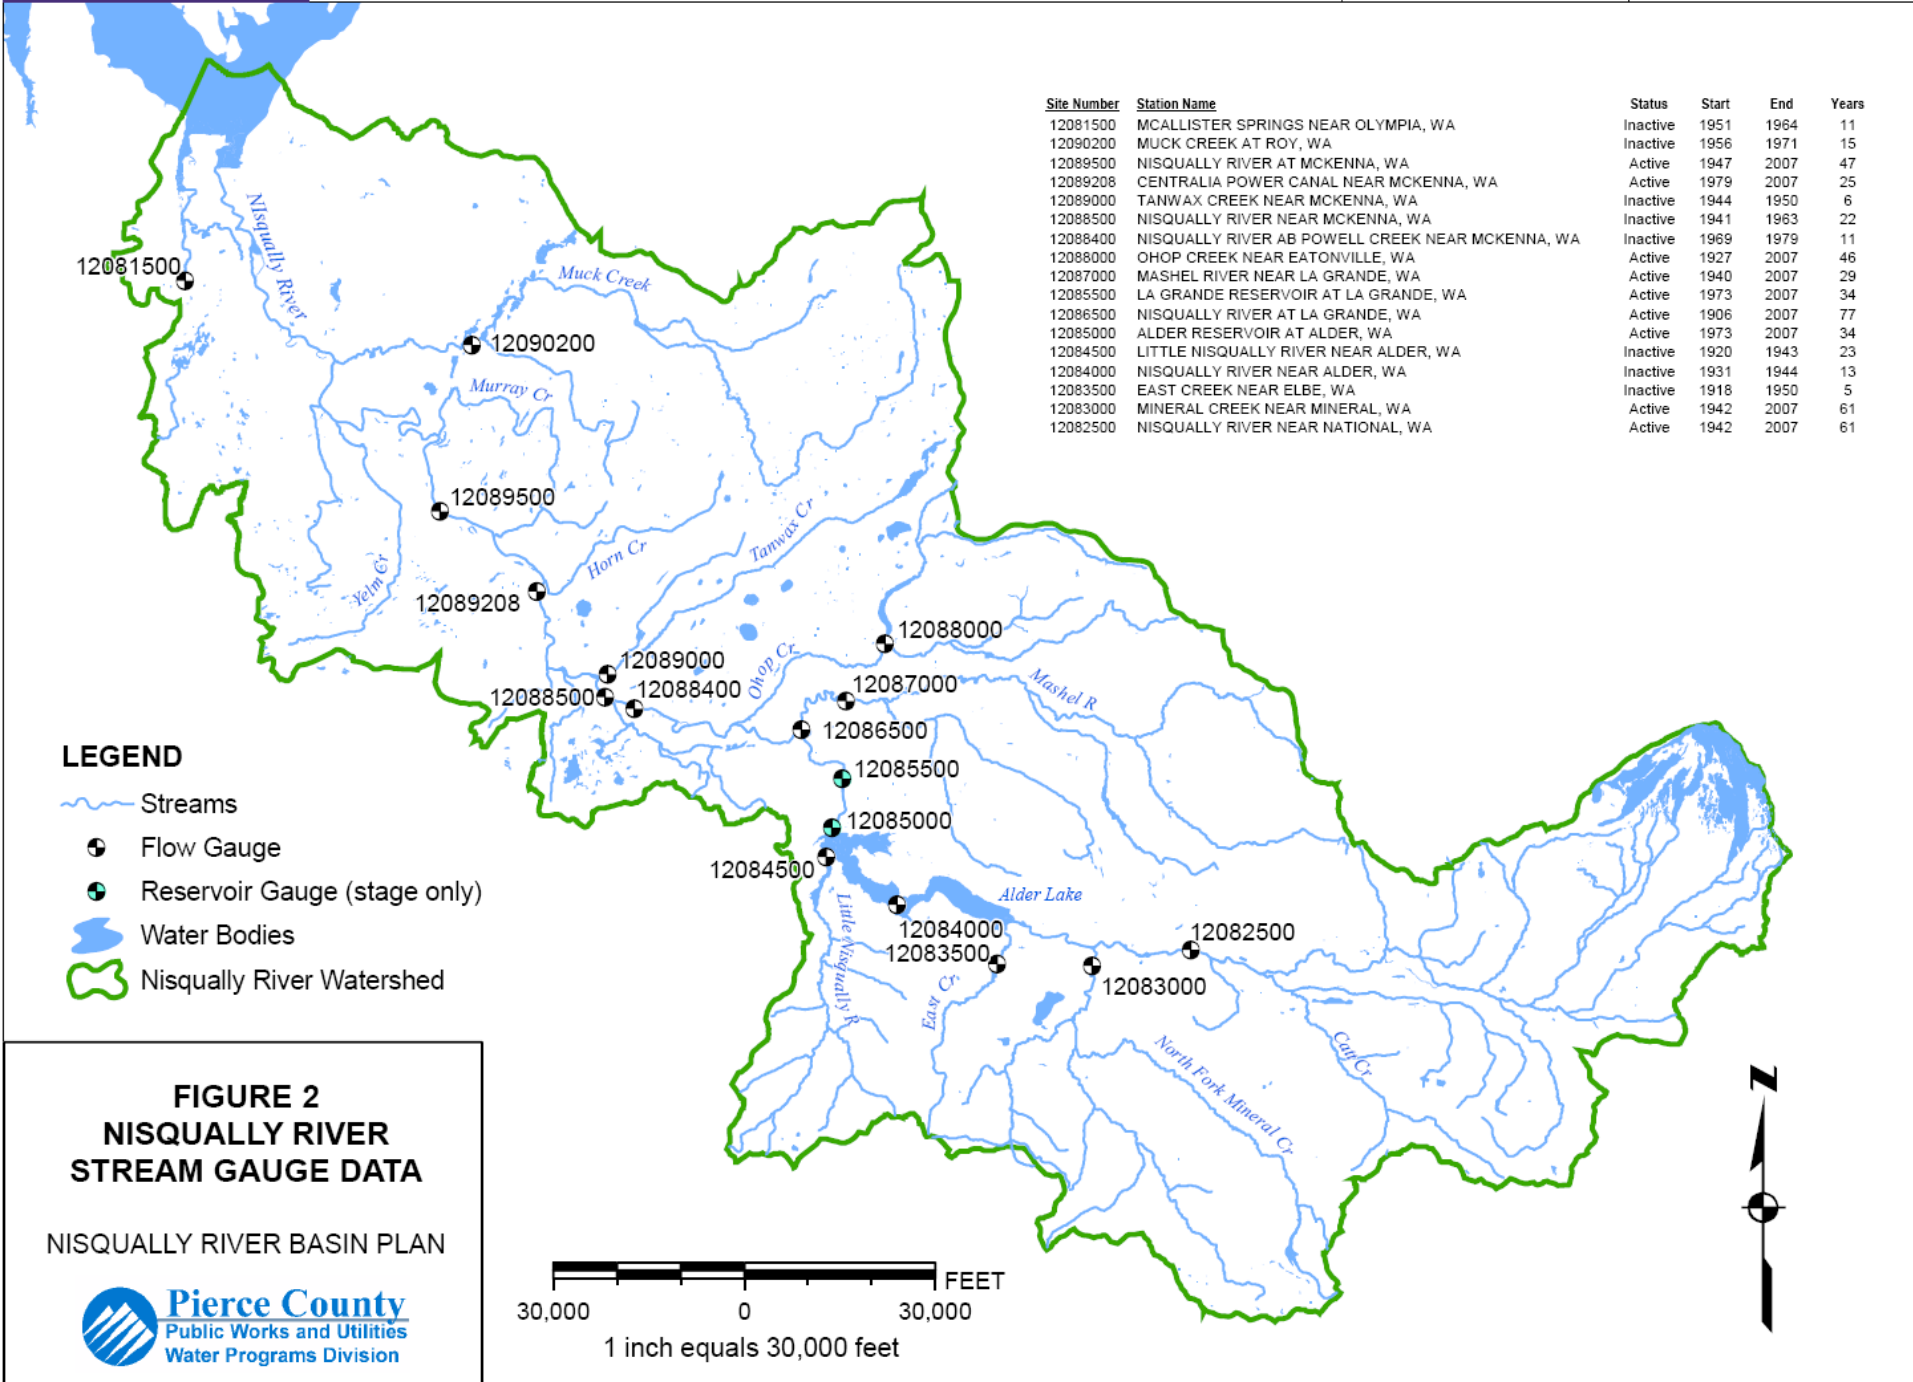 Site Number Station Name Status Start End Years
12081500 MCALLISTER SPRINGS NEAR OLYMPIA, WA Inactive 1951 1964 11
12090200 MUCK CREEK AT ROY, WA Inactive 1956 1971 15
12089500 NISQUALLY RIVER AT MCKENNA, WA Active 1947 2007 47
12089208 CENTRALIA POWER CANAL NEAR MCKENNA, WA Active 1979 2007 25
12089000 TANWAX CREEK NEAR MCKENNA, WA Inactive 1944 1950 6
12088500 NISQUALLY RIVER NEAR MCKENNA, WA Inactive 1941 1963 22
12088400 NISQUALLY RIVER AB POWELL CREEK NEAR MCKENNA, WA Inactive 1969 1979 11
12088000 OHOP CREEK NEAR EATONVILLE, WA Active 1927 2007 46
12087000 MASHEL RIVER NEAR LA GRANDE, WA Active 1940 2007 29
12085500 LA GRANDE RESERVOIR AT LA GRANDE, WA Active 1973 2007 34
12086500 NISQUALLY RIVER AT LA GRANDE, WA Active 1906 2007 77
12085000 ALDER RESERVOIR AT ALDER, WA Active 1973 2007 34
12084500 LITTLE NISQUALLY RIVER NEAR ALDER, WA Inactive 1920 1943 23
12084000 NISQUALLY RIVER NEAR ALDER, WA Inactive 1931 1944 13
12083500 EAST CREEK NEAR ELBE, WA Inactive 1918 1950 5
12083000 MINERAL CREEK NEAR MINERAL, WA Active 1942 2007 61
12082500 NISQUALLY RIVER NEAR NATIONAL, WA Active 1942 2007 61
NIsqually River
12081500
Muck Creek
12090200
Murray Cr
12089500
Tanwax Cr
Horn Cr
Yelm Cr
12089208
12088000
12089000
Ohop Cr
12088500
12088400
12087000
Mashel R
12086500
12085500
12085000
12084500
Alder Lake
Little Nisqually R
12084000
12083500
12082500
12083000
East Cr
North Fork Mineral Cr
Catt Cr
LEGEND
Streams
Flow Gauge
Reservoir Gauge (stage only)
Water Bodies
Nisqually River Watershed
FIGURE 2
NISQUALLY RIVER
STREAM GAUGE DATA
NISQUALLY RIVER BASIN PLAN
Pierce County
Public Works and Utilities
Water Programs Division
FEET
30,000 0 30,000
1 inch equals 30,000 feet
N